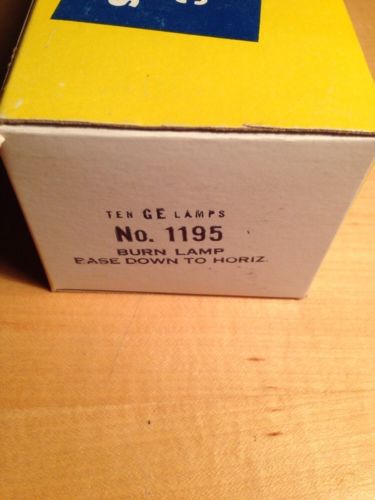 TEN GE LAMPS
No. 1195
BURN LAMP
BASE DOWN TO HORIZ.